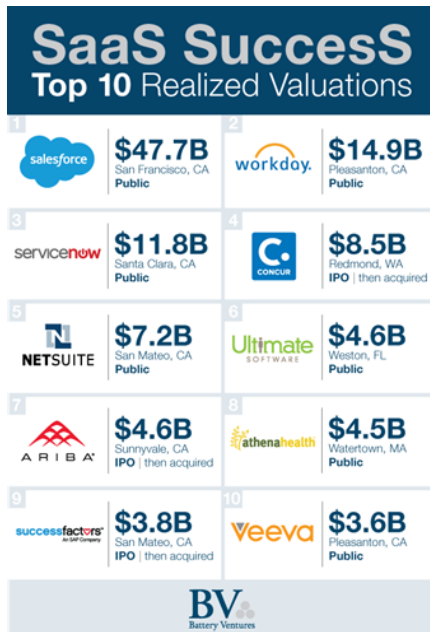 SaaS SuccesS
Top 10 Realized Valuations
1
salesforce
$47.7B
San Francisco, CA
Public
2
workday.
$14.9B
Pleasanton, CA
Public
3
servicenow
$11.8B
Santa Clara, CA
Public
4
C.
CONCUR
$8.5B
Redmond, WA
IPO | then acquired
5
N
NETSUITE
$7.2B
San Mateo, CA
Public
6
Ultimate
SOFTWARE
$4.6B
Weston, FL
Public
7
ARIBA
$4.6B
Sunnyvale, CA
IPO | then acquired
8
athenahealth
$4.5B
Watertown, MA
Public
9
successfactors
An SAP Company
$3.8B
San Mateo, CA
IPO | then acquired
10
veeva
$3.6B
Pleasanton, CA
Public
BV
Battery Ventures